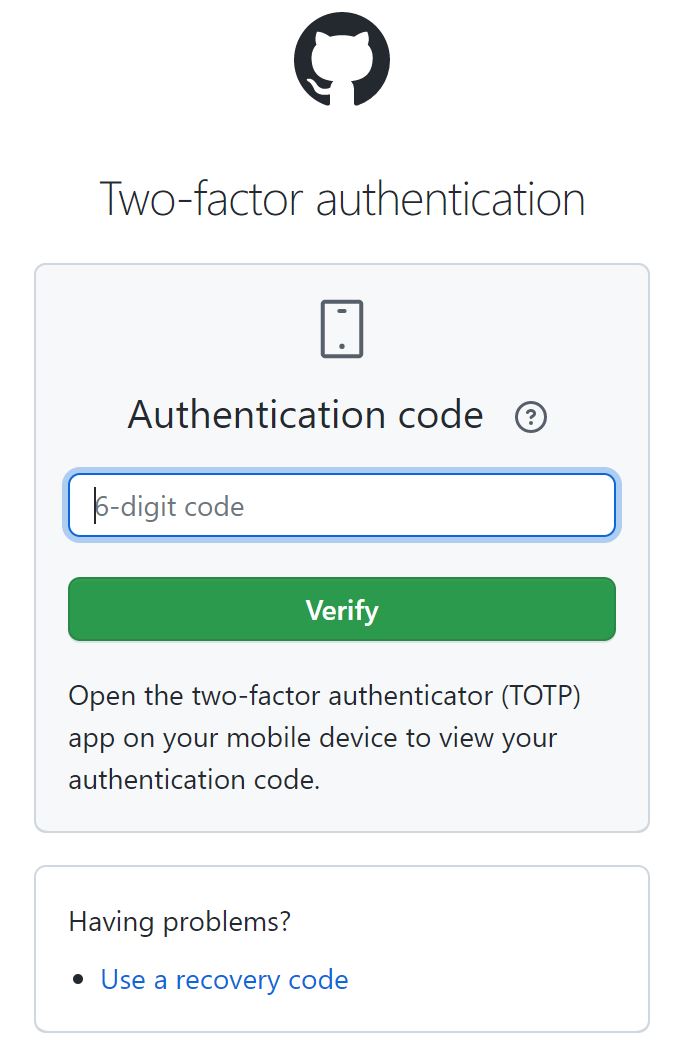 Two-factor authentication
Authentication code ?
6-digit code
Verify
Open the two-factor authenticator (TOTP)
app on your mobile device to view your
authentication code.
Having problems?
• Use a recovery code